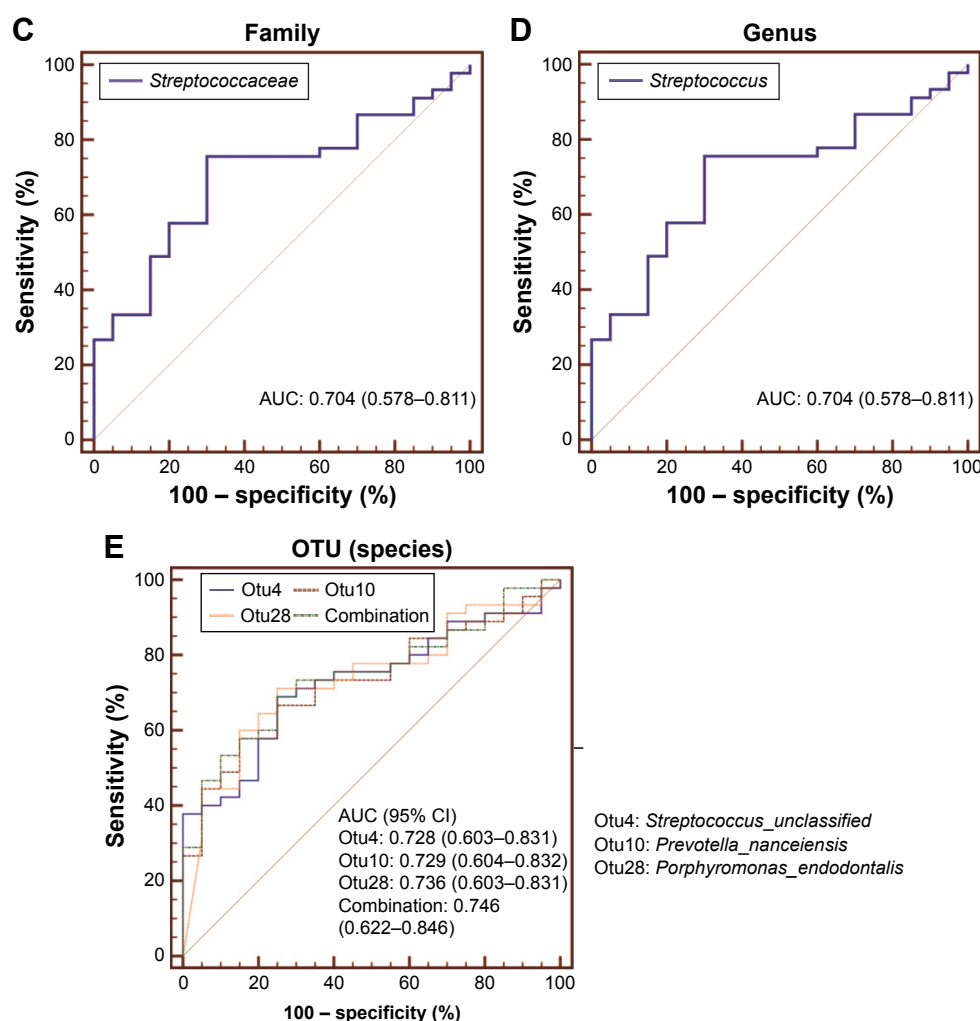 C
Family
Sensitivity (%)
100
80
60
40
20
0
Streptococcaceae
AUC: 0.704 (0.578–0.811)
0 20 40 60 80 100
100 – specificity (%)
D
Genus
Sensitivity (%)
100
80
60
40
20
0
Streptococcus
AUC: 0.704 (0.578–0.811)
0 20 40 60 80 100
100 – specificity (%)
E
OTU (species)
Sensitivity (%)
100
80
60
40
20
0
Otu4 Otu10
Otu28 Combination
AUC (95% CI)
Otu4: 0.728 (0.603–0.831)
Otu10: 0.729 (0.604–0.832)
Otu28: 0.736 (0.603–0.831)
Combination: 0.746
(0.622–0.846)
0 20 40 60 80 100
100 – specificity (%)
Otu4: Streptococcus_unclassified
Otu10: Prevotella_nanceiensis
Otu28: Porphyromonas_endodontalis